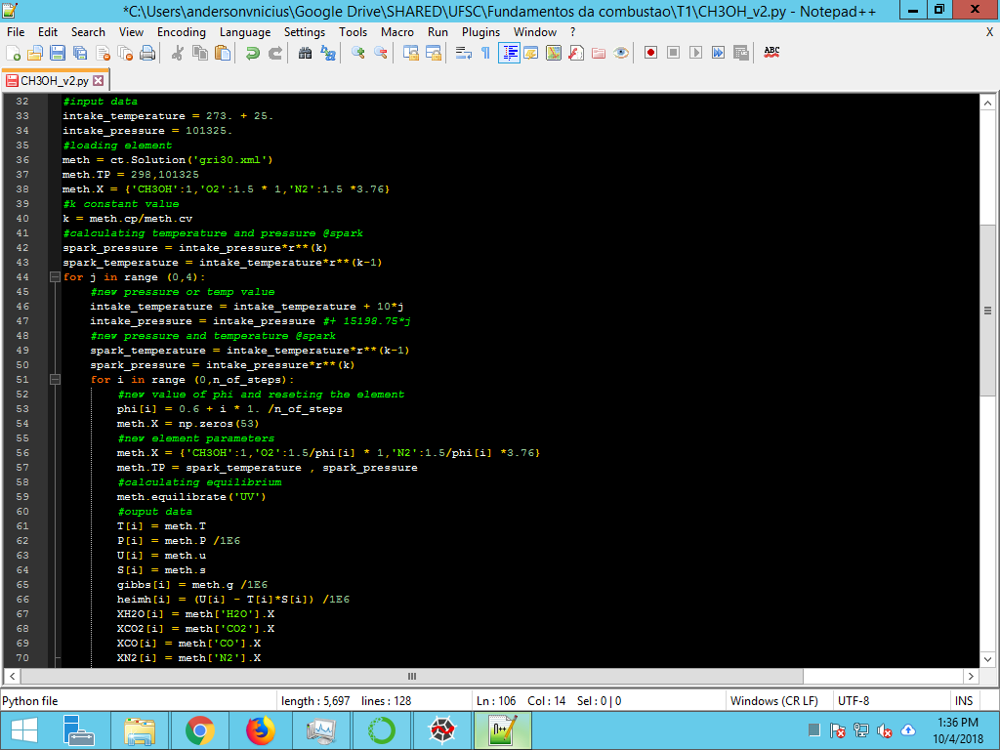 *C:\Users\andersonvnicius\Google Drive\SHARED\UFSC\Fundamentos da combustao\T1\CH3OH_v2.py - Notepad++
File Edit Search View Encoding Language Settings Tools Macro Run Plugins Window ? X
CH3OH_v2.py
32 #input data
33 intake_temperature = 273. + 25.
34 intake_pressure = 101325.
35 #loading element
36 meth = ct.Solution('gri30.xml')
37 meth.TP = 298,101325
38 meth.X = {'CH3OH':1,'O2':1.5 * 1,'N2':1.5 *3.76}
39 #k constant value
40 k = meth.cp/meth.cv
41 #calculating temperature and pressure @spark
42 spark_pressure = intake_pressure*r**(k)
43 spark_temperature = intake_temperature*r**(k-1)
44 for j in range (0,4):
45 #new pressure or temp value
46 intake_temperature = intake_temperature + 10*j
47 intake_pressure = intake_pressure #+ 15198.75*j
48 #new pressure and temperature @spark
49 spark_temperature = intake_temperature*r**(k-1)
50 spark_pressure = intake_pressure*r**(k)
51 for i in range (0,n_of_steps):
52 #new value of phi and reseting the element
53 phi[i] = 0.6 + i * 1. /n_of_steps
54 meth.X = np.zeros(53)
55 #new element parameters
56 meth.X = {'CH3OH':1,'O2':1.5/phi[i] * 1,'N2':1.5/phi[i] *3.76}
57 meth.TP = spark_temperature , spark_pressure
58 #calculating equilibrium
59 meth.equilibrate('UV')
60 #ouput data
61 T[i] = meth.T
62 P[i] = meth.P /1E6
63 U[i] = meth.u
64 S[i] = meth.s
65 gibbs[i] = meth.g /1E6
66 heimh[i] = (U[i] - T[i]*S[i]) /1E6
67 XH2O[i] = meth['H2O'].X
68 XCO2[i] = meth['CO2'].X
69 XCO[i] = meth['CO'].X
70 XN2[i] = meth['N2'].X
Python file length : 5,697 lines : 128 Ln : 106 Col : 14 Sel : 0 | 0 Windows (CR LF) UTF-8 INS
1:36 PM
10/4/2018